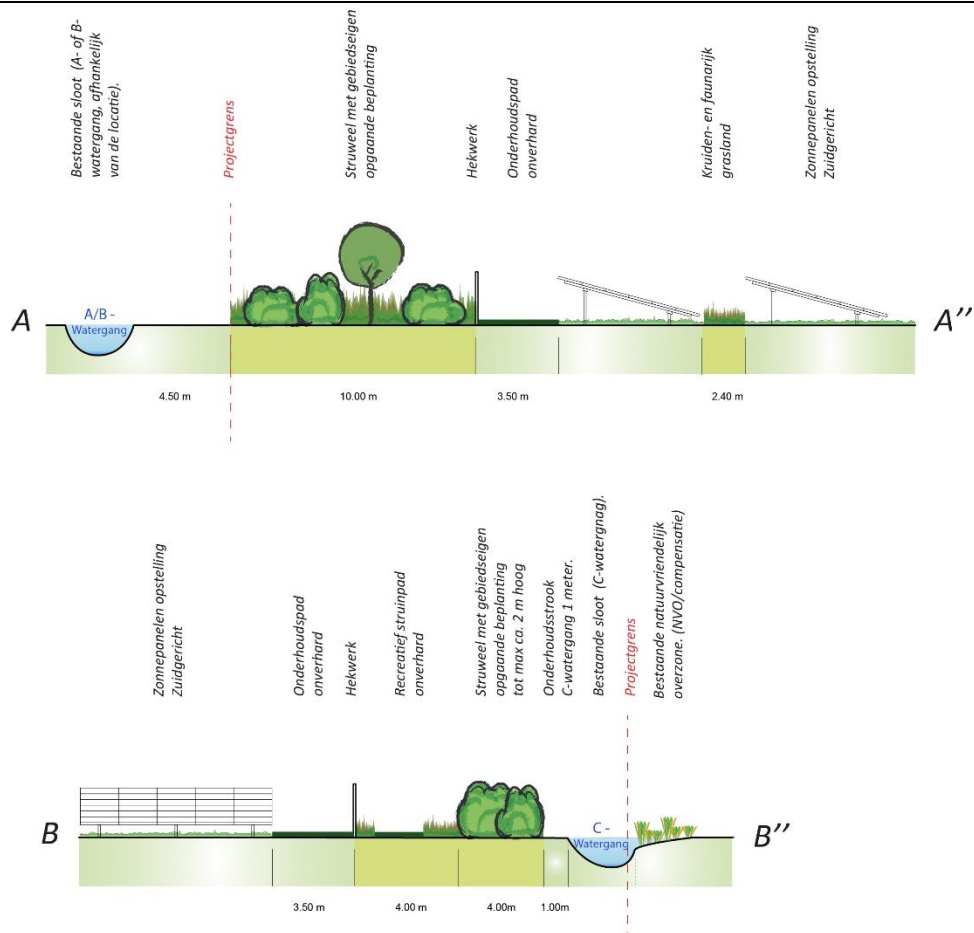 Bestaande sloot (A- of B-
watergang, afhankelijk
van de locatie).
Projectgrens
Struweel met gebiedseigen
opgaande beplanting
Hekwerk
Onderhoudspad
onverhard
Kruiden- en faunarijk
grasland
Zonnepanelen opstelling
Zuidgericht
A
A/B -
Watergang
A''
4.50 m
10.00 m
3.50 m
2.40 m
Zonnepanelen opstelling
Zuidgericht
Onderhoudspad
onverhard
Hekwerk
Recreatief struinpad
onverhard
Struweel met gebiedseigen
opgaande beplanting
tot max ca. 2 m hoog
Onderhoudsstrook
C-watergang 1 meter.
Bestaande sloot (C-watergnag).
Projectgrens
Bestaande natuurvriendelijk
overzone. (NVO/compensatie)
B
C -
Watergang
B''
3.50 m
4.00 m
4.00m
1.00m